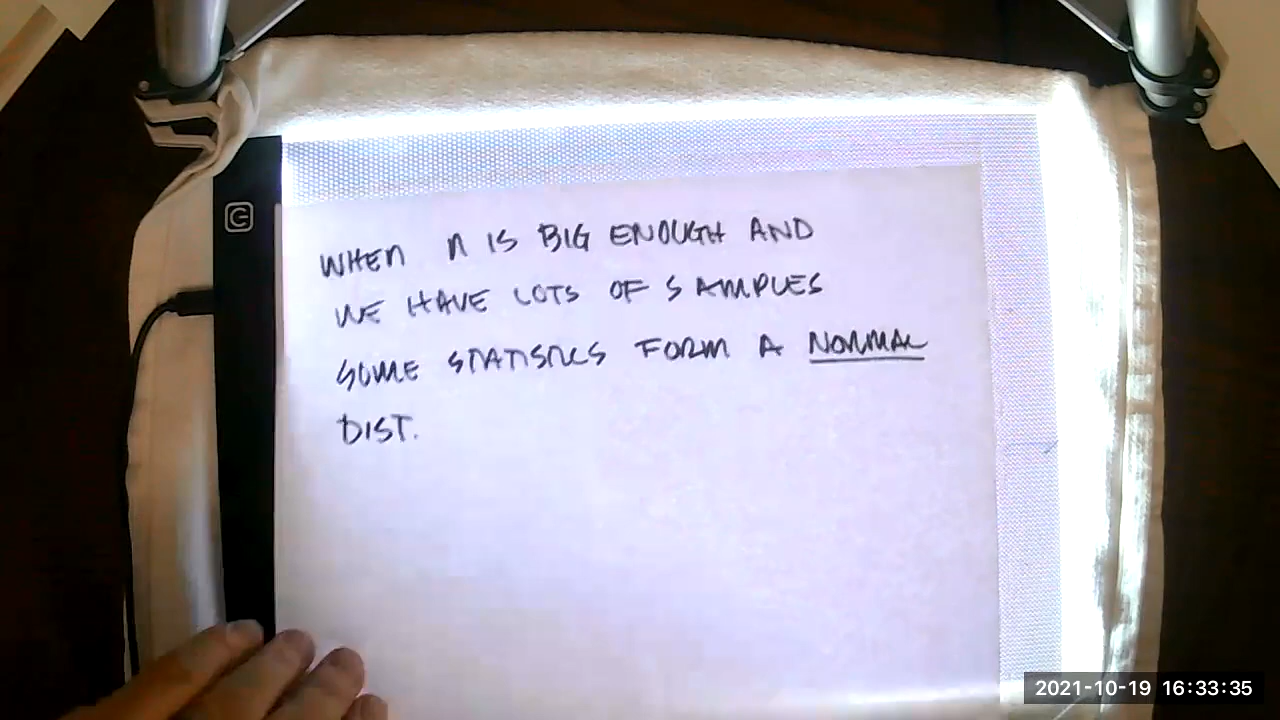 WHEN n IS BIG ENOUGH AND
WE HAVE LOTS OF SAMPLES
SOME STATISTICS FORM A NORMAL
DIST.
2021-10-19 16:33:35